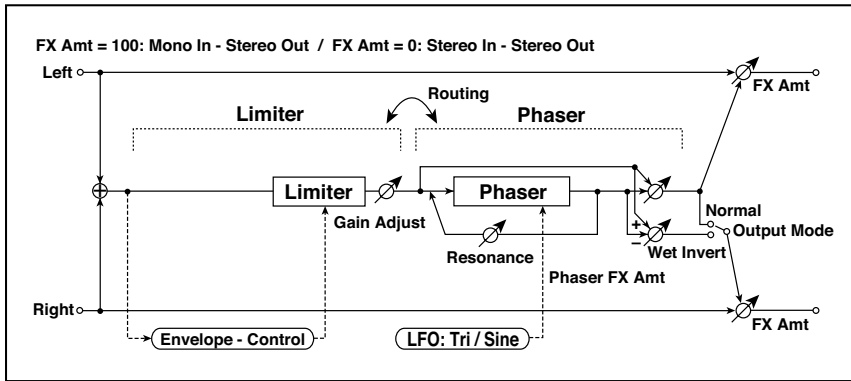 FX Amt = 100: Mono In - Stereo Out / FX Amt = 0: Stereo In - Stereo Out
Left
FX Amt
Routing
Limiter
Phaser
Limiter
Phaser
Gain Adjust
Resonance
+
−
Normal
Output Mode
Wet Invert
Phaser FX Amt
Right
FX Amt
Envelope - Control
LFO: Tri / Sine